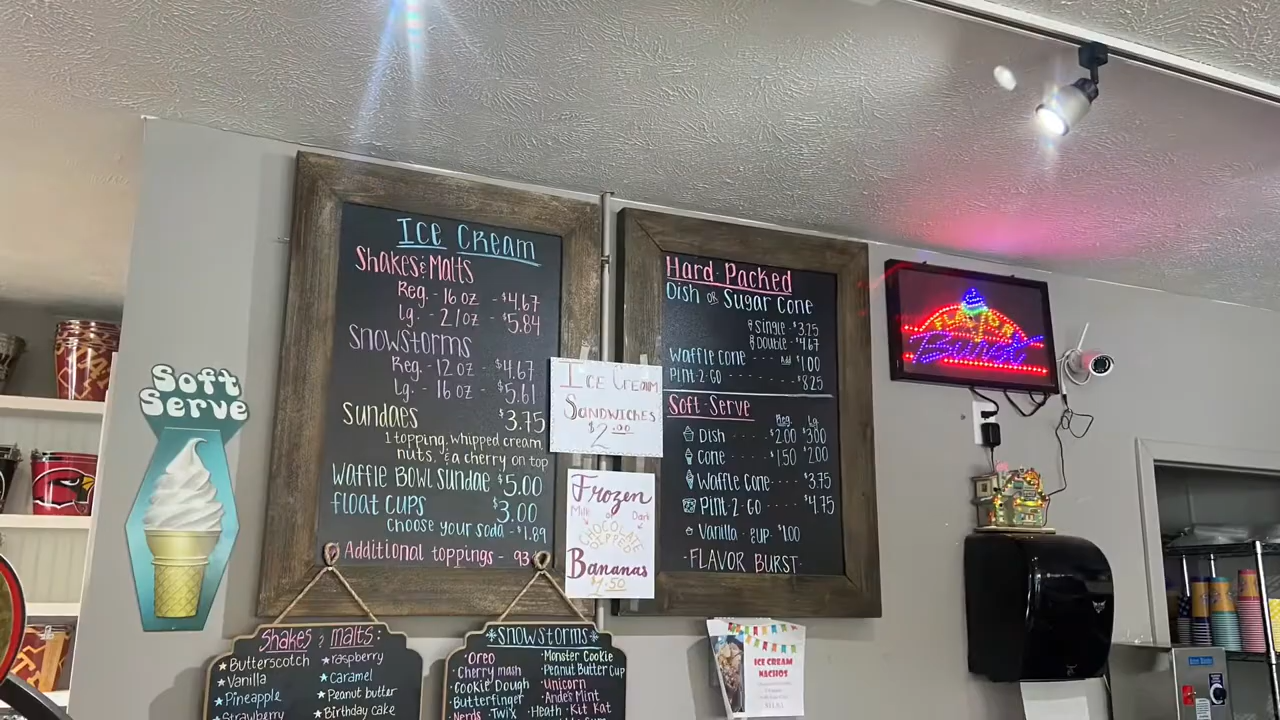 Soft
Serve
ICE CREAM
Shakes & Malts
Reg. - 16 oz - $4.67
Lg. - 21oz - $5.84
SNOWSTORMS
Reg. - 12 oz - $4.67
Lg. - 16 oz - $5.61
SUNDAES $3.75
1 topping, whipped cream,
nuts, & a cherry on top
WAFFLE BOWL SUNDAE $5.00
float cups $3.00
choose your soda - $1.89
Additional toppings - 93
ICE CREAM
SANDWICHES
$2.00
Frozen
Milk or Dark
CHOCOLATE
DIPPED
Bananas
Hard Packed
Dish or Sugar Cone
Single - $3.25
Double - $4.67
Waffle Cone ---- $1.00
PINT-2-GO ------- $8.25
Soft-Serve
Reg. Lg
Dish ---- $2.00 $3.00
Cone ---- $1.50 $2.00
Waffle Cone --- $3.75
Pint-2-Go ---- $4.75
Vanilla - cup $1.00
-FLAVOR BURST-
FLAVOR
Burst
Shakes & Malts:
★Butterscotch ★raspberry
★Vanilla ★caramel
★Pineapple ★Peanut butter
★Strawberry ★Birthday cake
*SNOWSTORMS*
·Oreo ·Monster Cookie
·Cherry mash ·Peanut Butter Cup
·Cookie Dough ·Unicorn
·Butterfinger ·Andes Mint
·Nerds ·Twix ·Heath ·Kit Kat
ICE CREAM
NACHOS